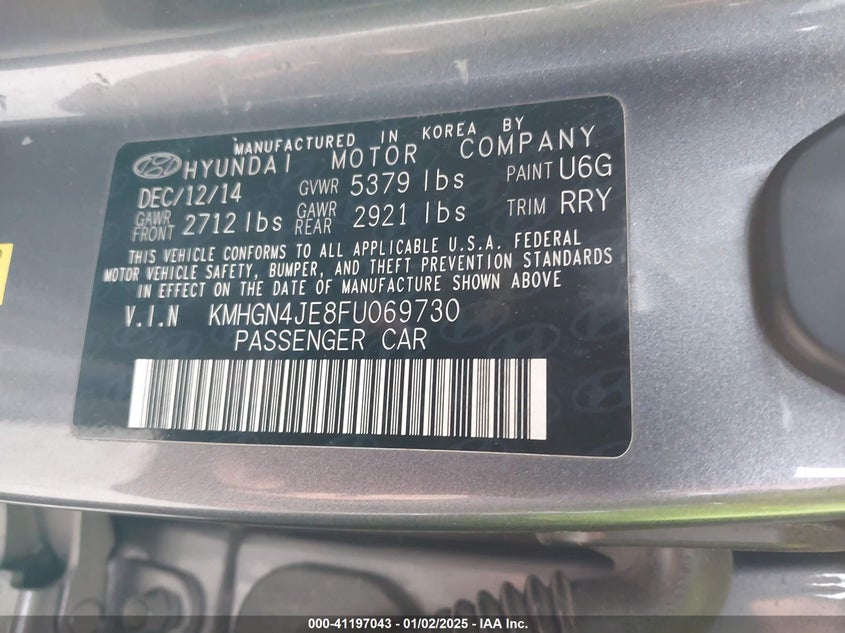 MANUFACTURED IN KOREA BY
HYUNDAI MOTOR COMPANY
DEC/12/14 GVWR 5379 lbs PAINT U6G
GAWR FRONT 2712 lbs GAWR REAR 2921 lbs TRIM RRY
THIS VEHICLE CONFORMS TO ALL APPLICABLE U.S.A. FEDERAL
MOTOR VEHICLE SAFETY, BUMPER, AND THEFT PREVENTION STANDARDS
IN EFFECT ON THE DATE OF MANUFACTURE SHOWN ABOVE
V.I.N KMHGN4JE8FU069730
PASSENGER CAR
000-41197043 / 01/02/2025 - IAA Inc.